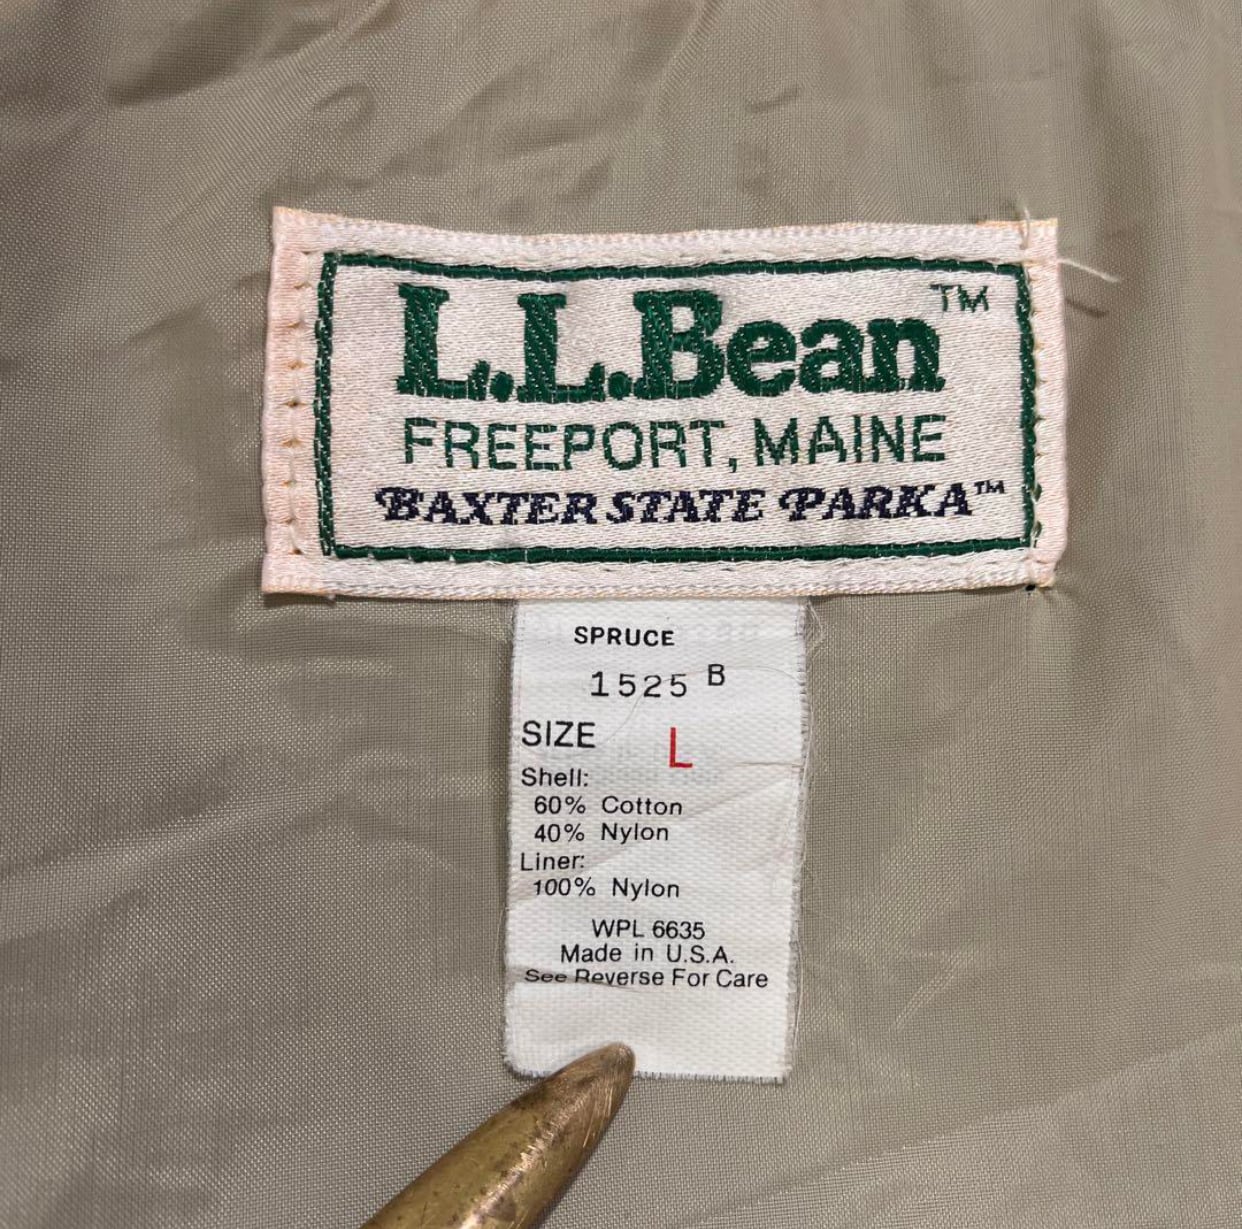 L.L.Bean™
FREEPORT, MAINE
BAXTER STATE PARKA™
SPRUCE
1525 B
SIZE L
Shell:
60% Cotton
40% Nylon
Liner:
100% Nylon
WPL 6635
Made in U.S.A.
See Reverse For Care